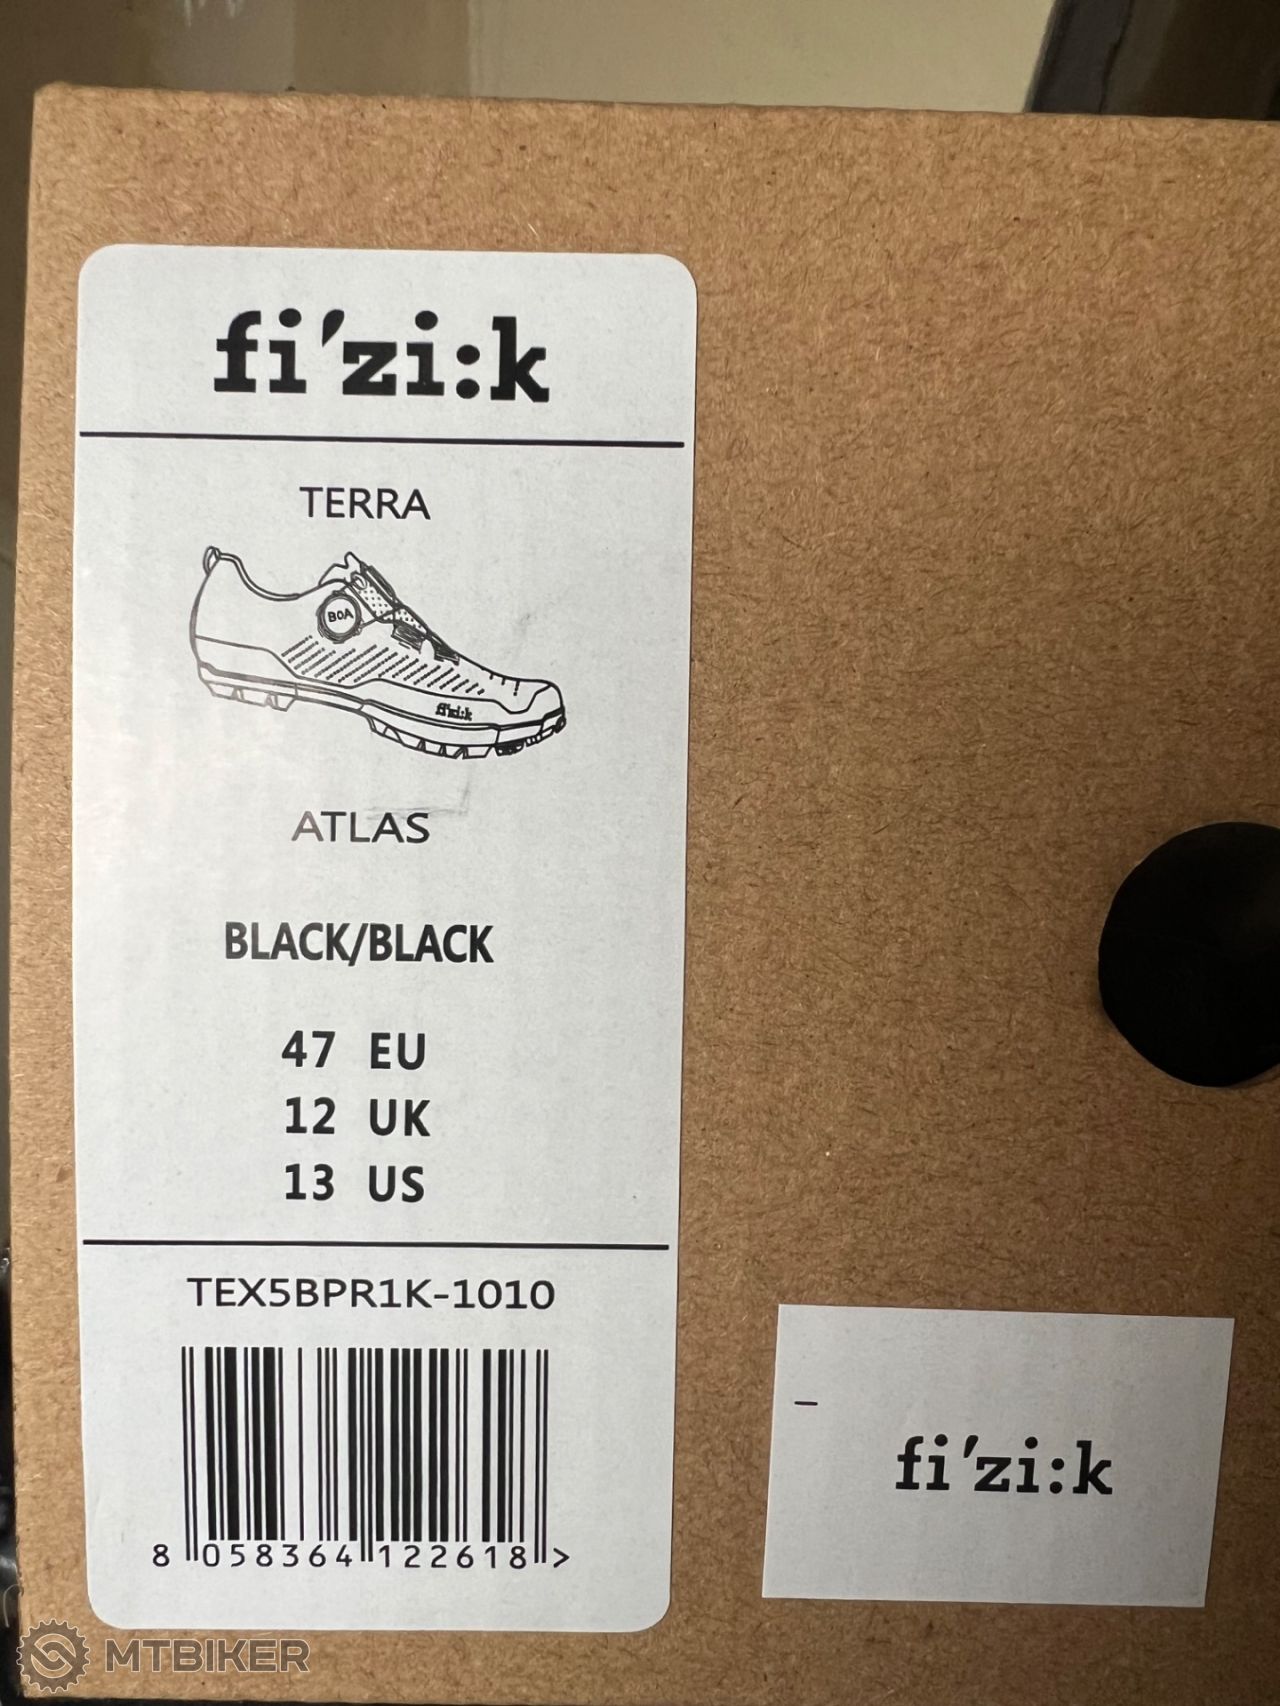 fi'zi:k
TERRA
BOA
fi'zi:k
ATLAS
BLACK/BLACK
47 EU
12 UK
13 US
TEX5BPR1K-1010
8 058364 122618 >
fi'zi:k
MTBIKER